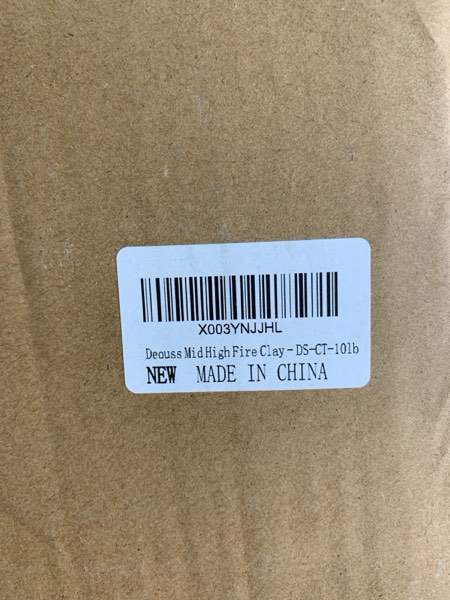 X003YNJJHL
Deouss Mid High Fire Clay - DS-CT-10lb
NEW MADE IN CHINA